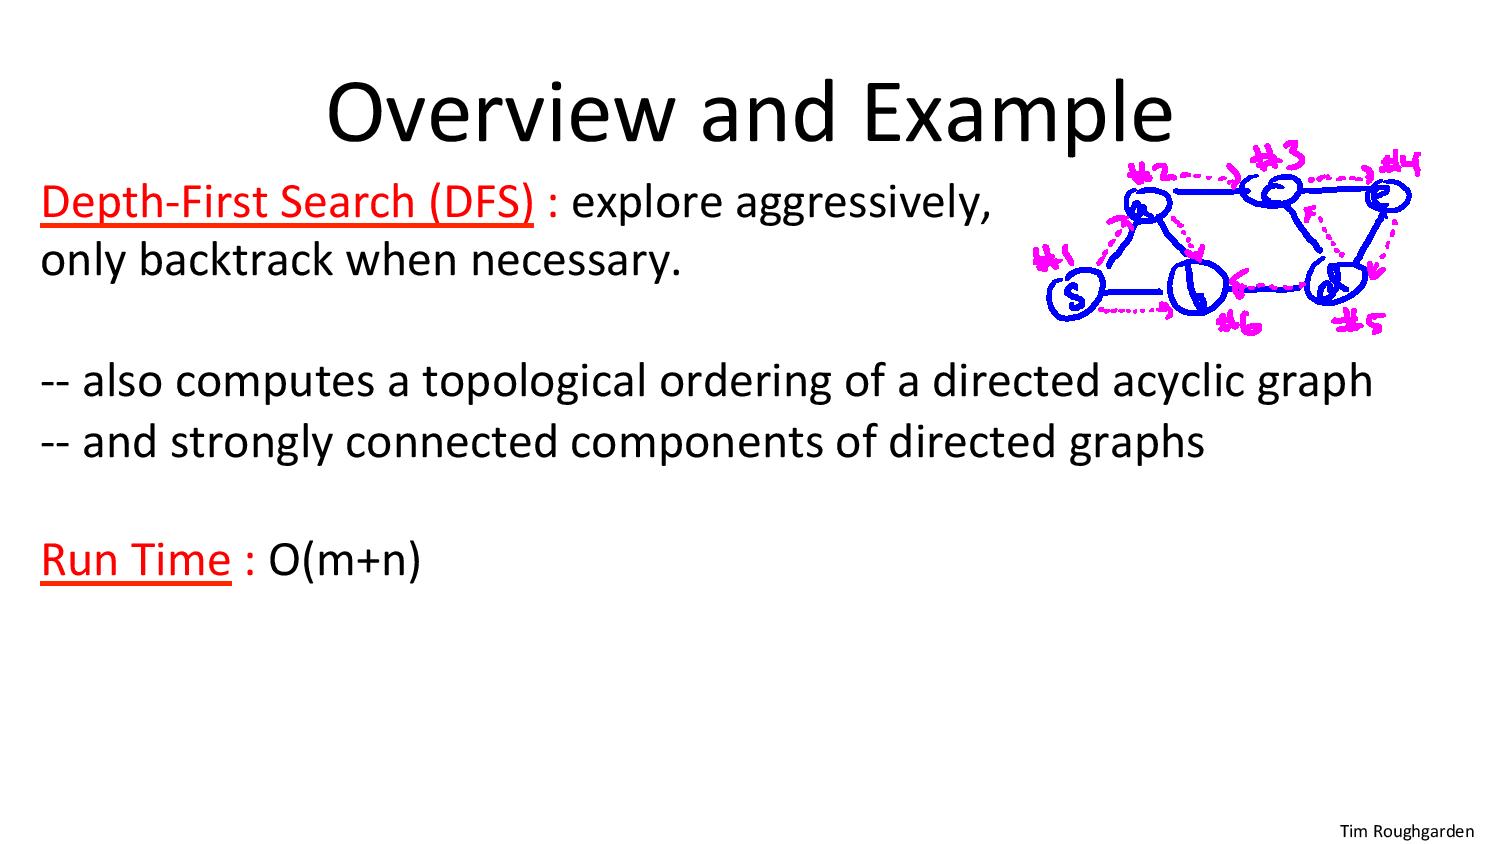 Overview and Example
Depth-First Search (DFS) : explore aggressively,
only backtrack when necessary.
#1
#2
#3
#4
#5
#6
s
a
b
c
d
e
-- also computes a topological ordering of a directed acyclic graph
-- and strongly connected components of directed graphs
Run Time : O(m+n)
Tim Roughgarden